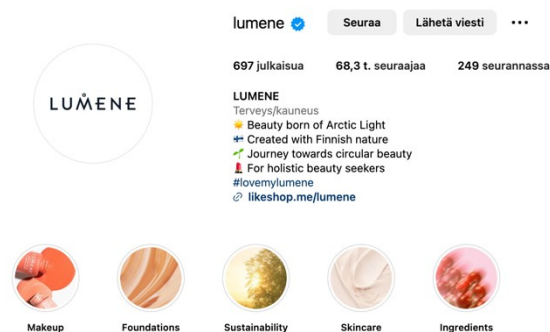 lumene Seuraa Lähetä viesti
697 julkaisua 68,3 t. seuraajaa 249 seurannassa
LUMENE
LUMENE
Terveys/kauneus
Beauty born of Arctic Light
Created with Finnish nature
Journey towards circular beauty
For holistic beauty seekers
#lovemylumene
likeshop.me/lumene
Makeup Foundations Sustainability Skincare Ingredients